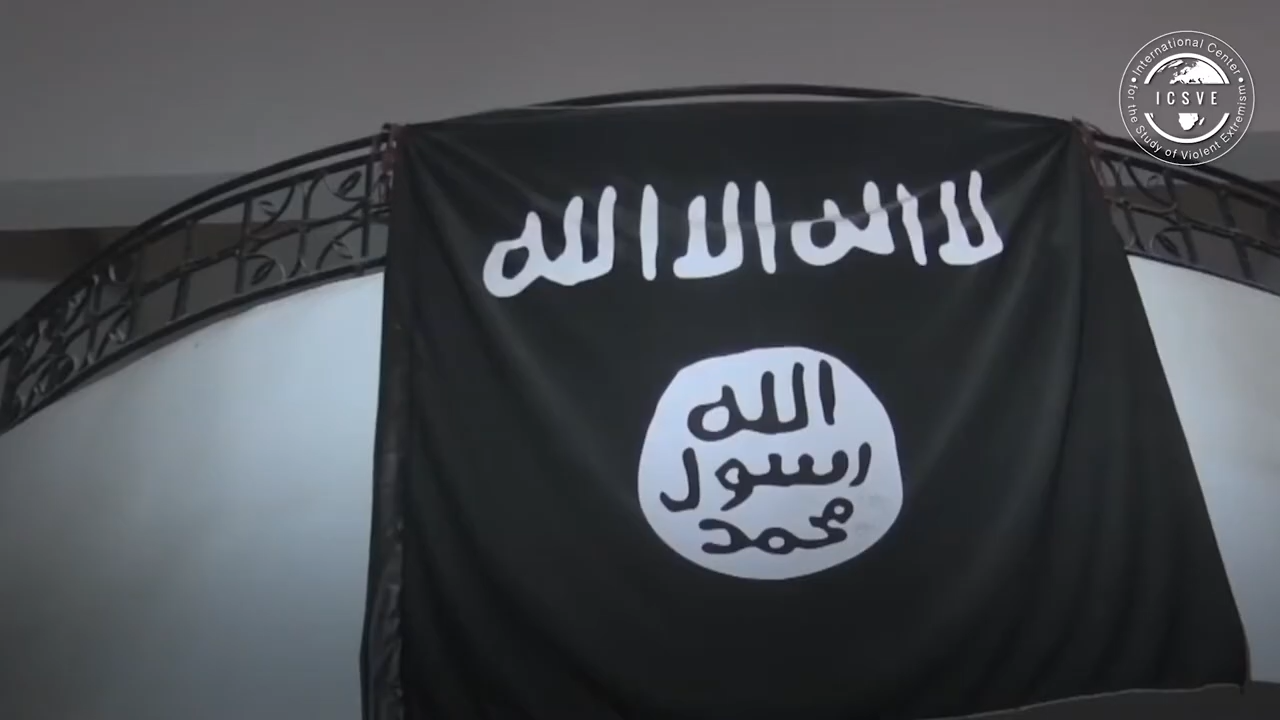 لا اله الا الله
الله
رسول
محمد
International Center
for the Study of Violent Extremism
ICSVE